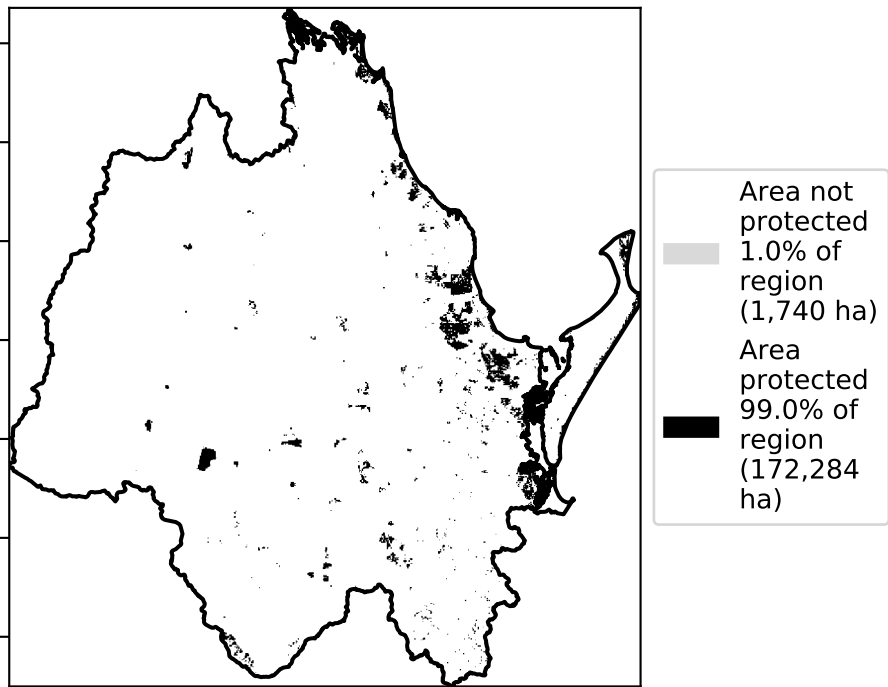 Area not
protected
1.0% of
region
(1,740 ha)
Area
protected
99.0% of
region
(172,284
ha)